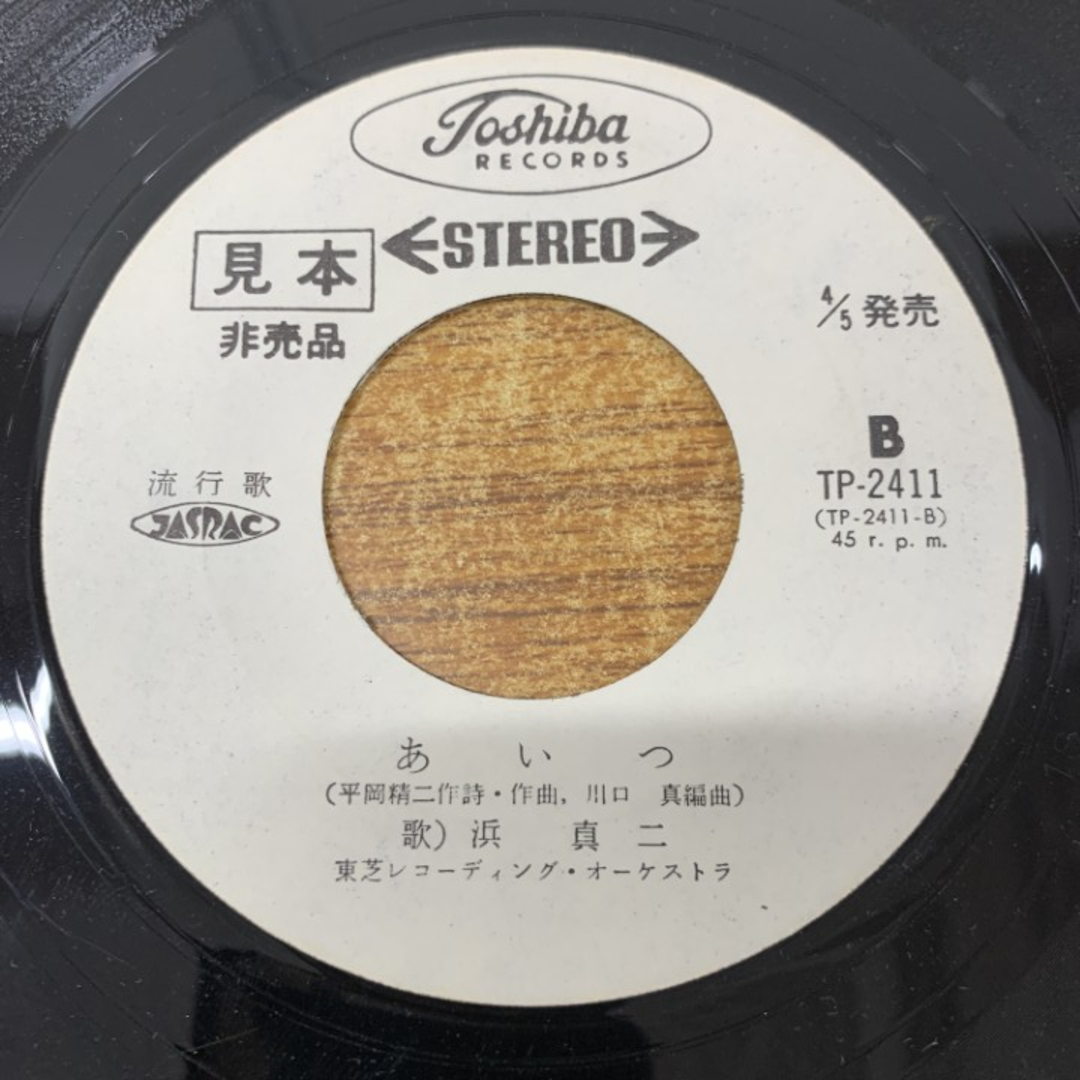 Toshiba
RECORDS
STEREO
見本
非売品
4/5 発売
流行歌
JASRAC
B
TP-2411
(TP-2411-B)
45 r. p. m.
あいつ
(平岡精二作詩・作曲, 川口 真編曲)
歌) 浜 真二
東芝レコーディング・オーケストラ